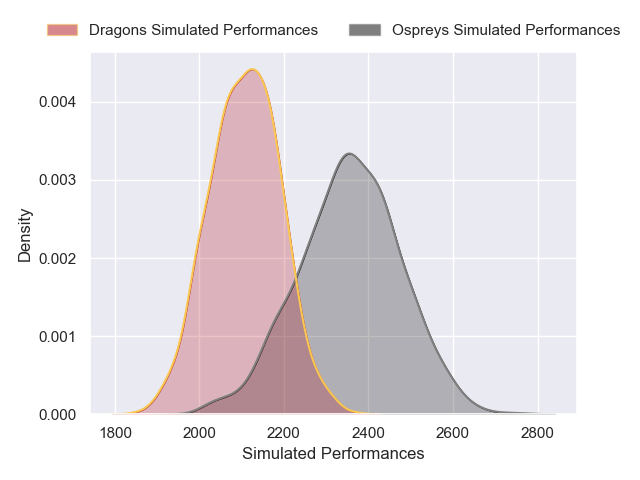 Dragons Simulated Performances Ospreys Simulated Performances
0.004
0.003
0.002
0.001
0.000
Density
1800 2000 2200 2400 2600 2800
Simulated Performances